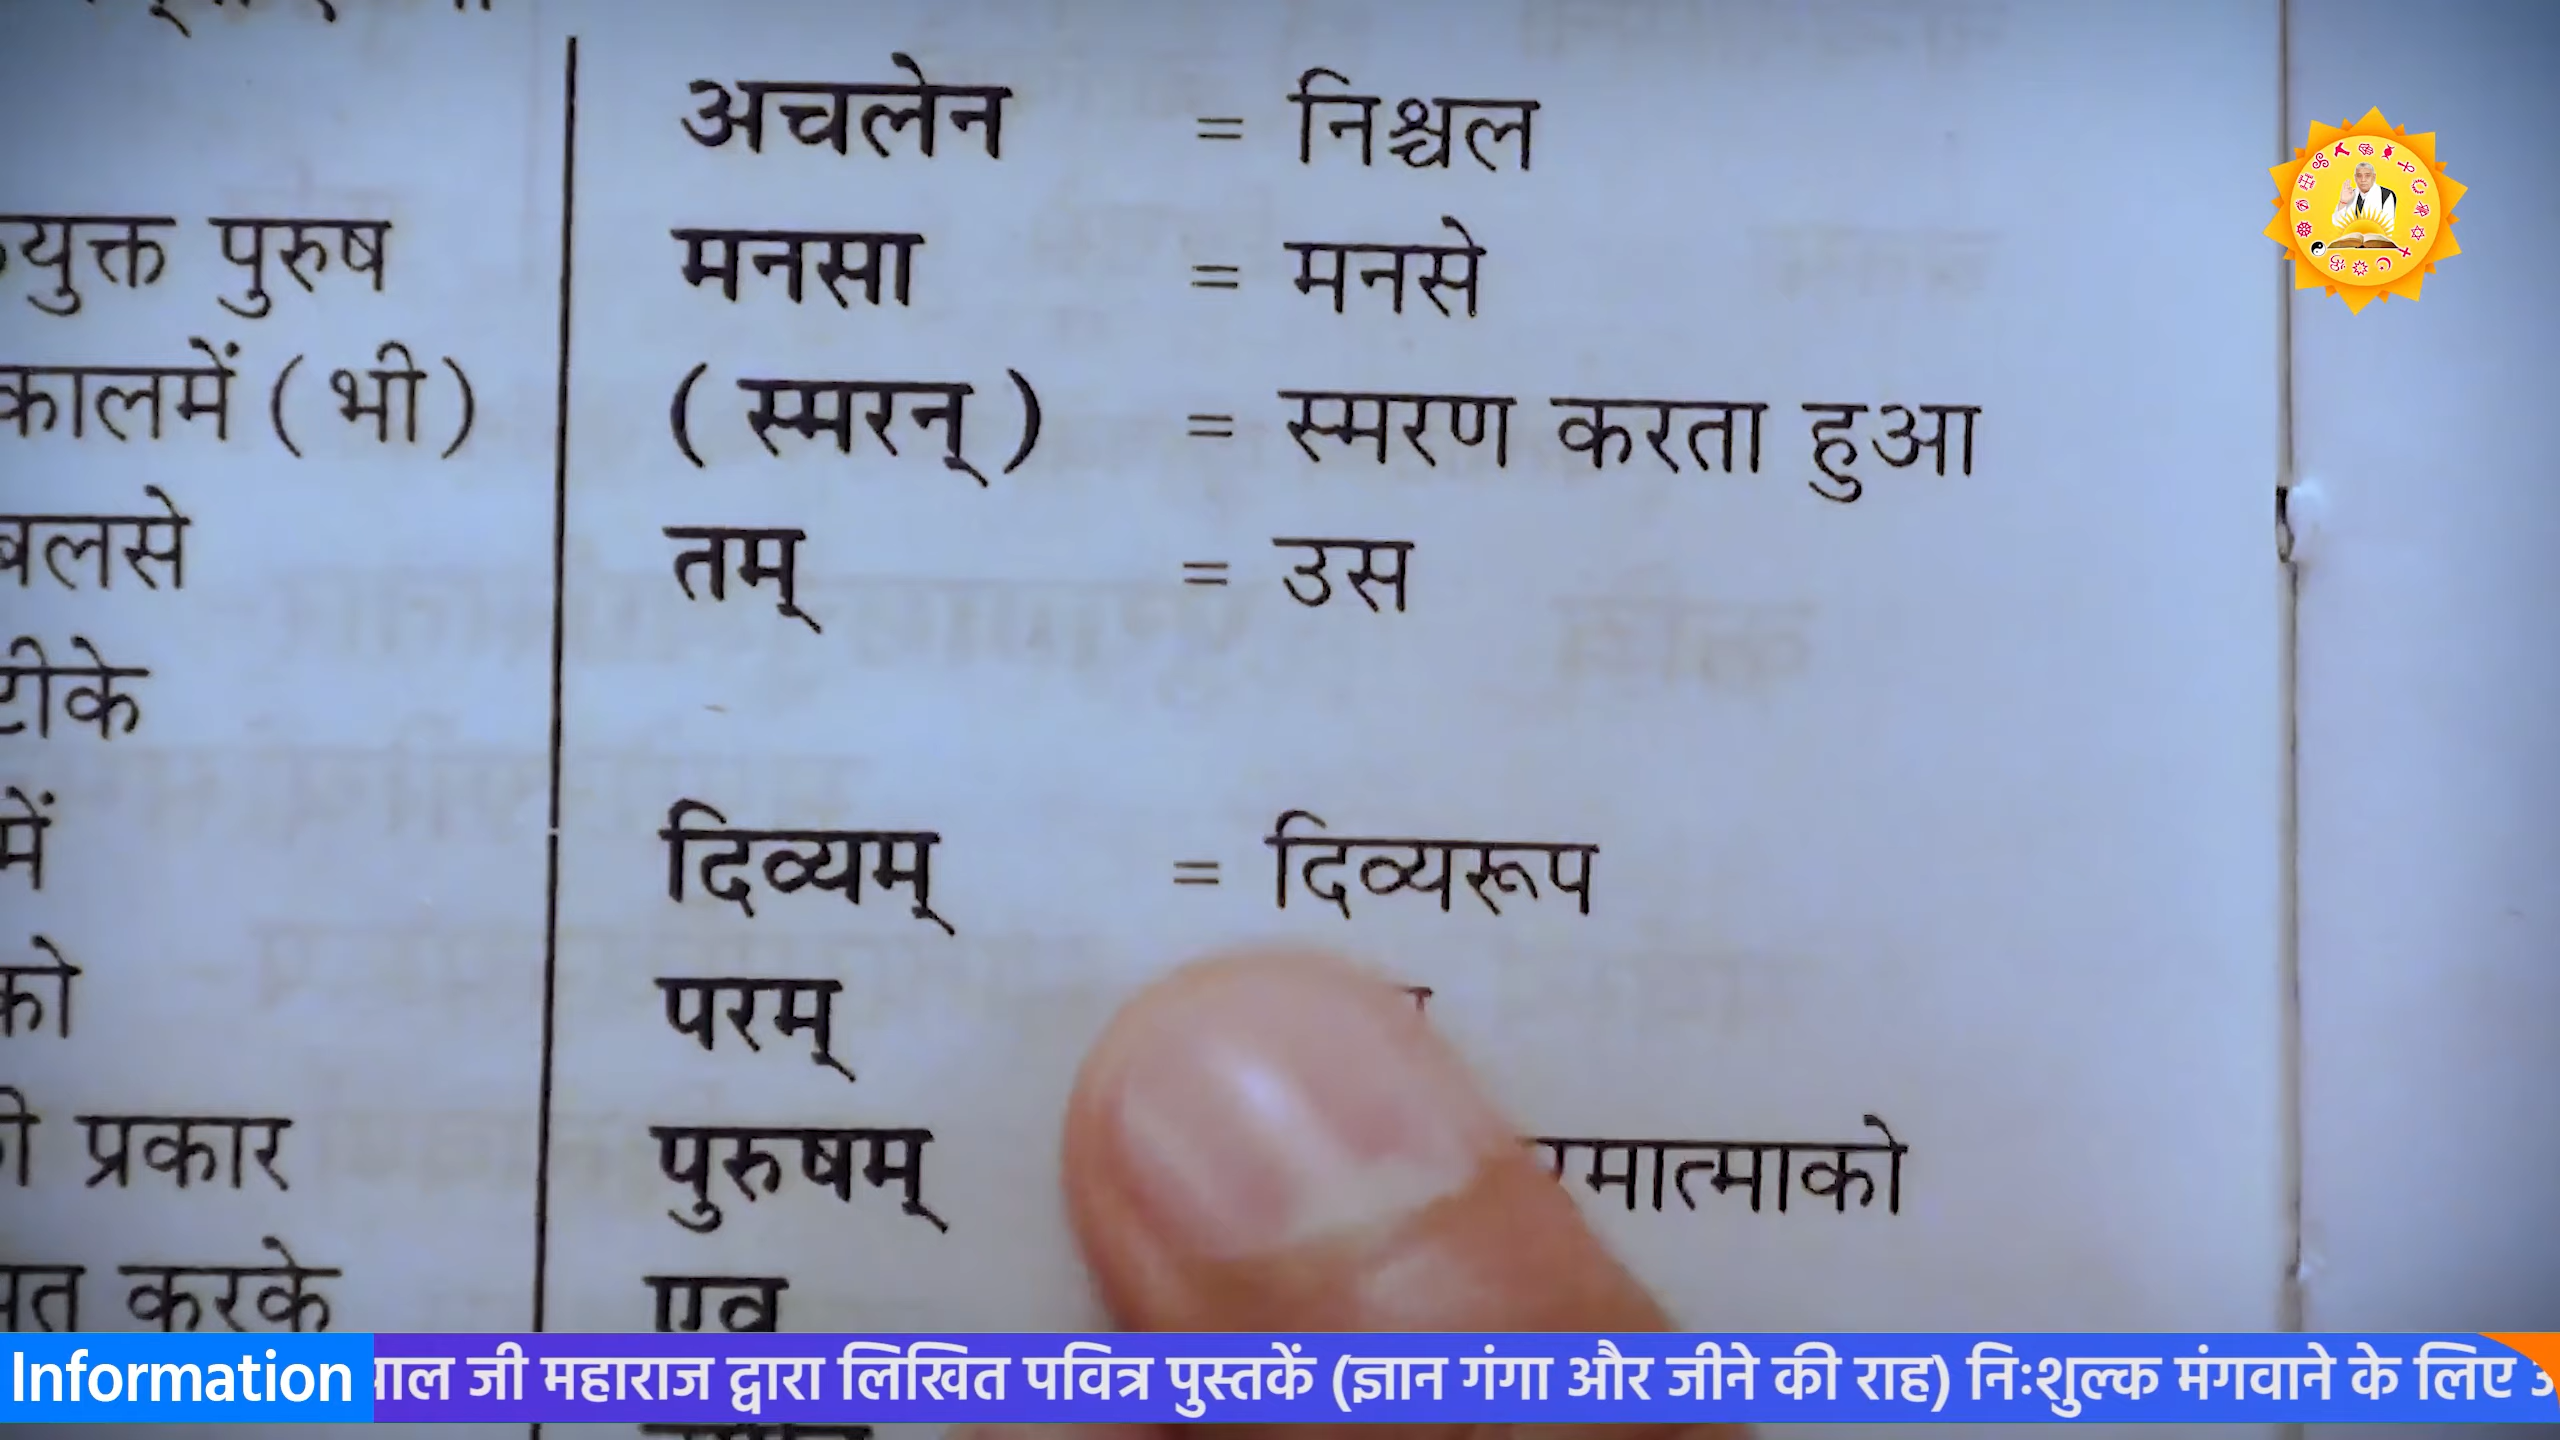 अचलेन = निश्चल
युक्त पुरुष
मनसा = मनसे
कालमें ( भी )
( स्मरन् ) = स्मरण करता हुआ
तम् = उस
बलसे
टीके
में
दिव्यम् = दिव्यरूप
को
परम्
प्रकार
पुरुषम्
करके
एव
Information
जी महाराज द्वारा लिखित पवित्र पुस्तकें (ज्ञान गंगा और जीने की राह) निःशुल्क मंगवाने के लिए